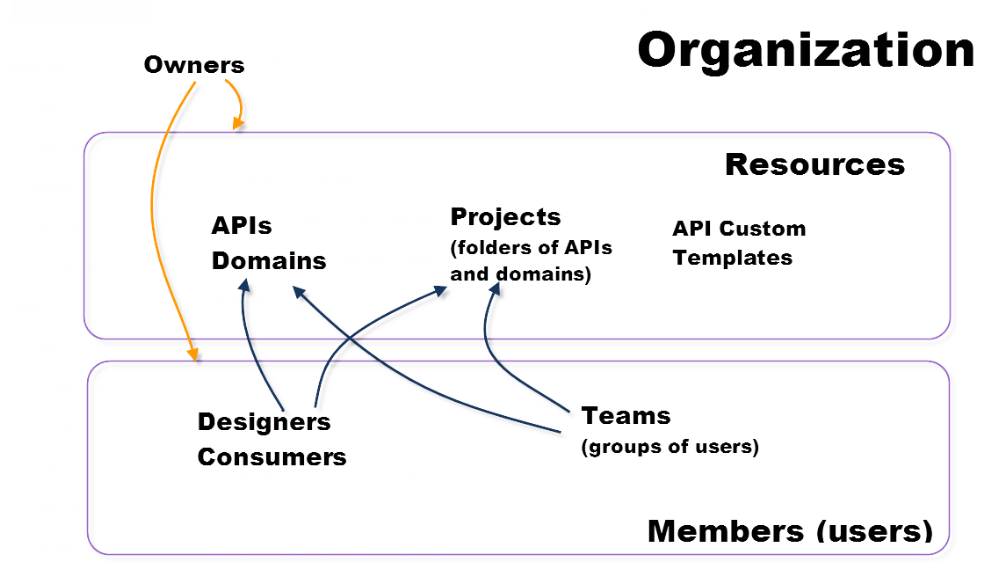 Organization
Owners
Resources
APIs
Domains
Projects
(folders of APIs
and domains)
API Custom
Templates
Designers
Consumers
Teams
(groups of users)
Members (users)